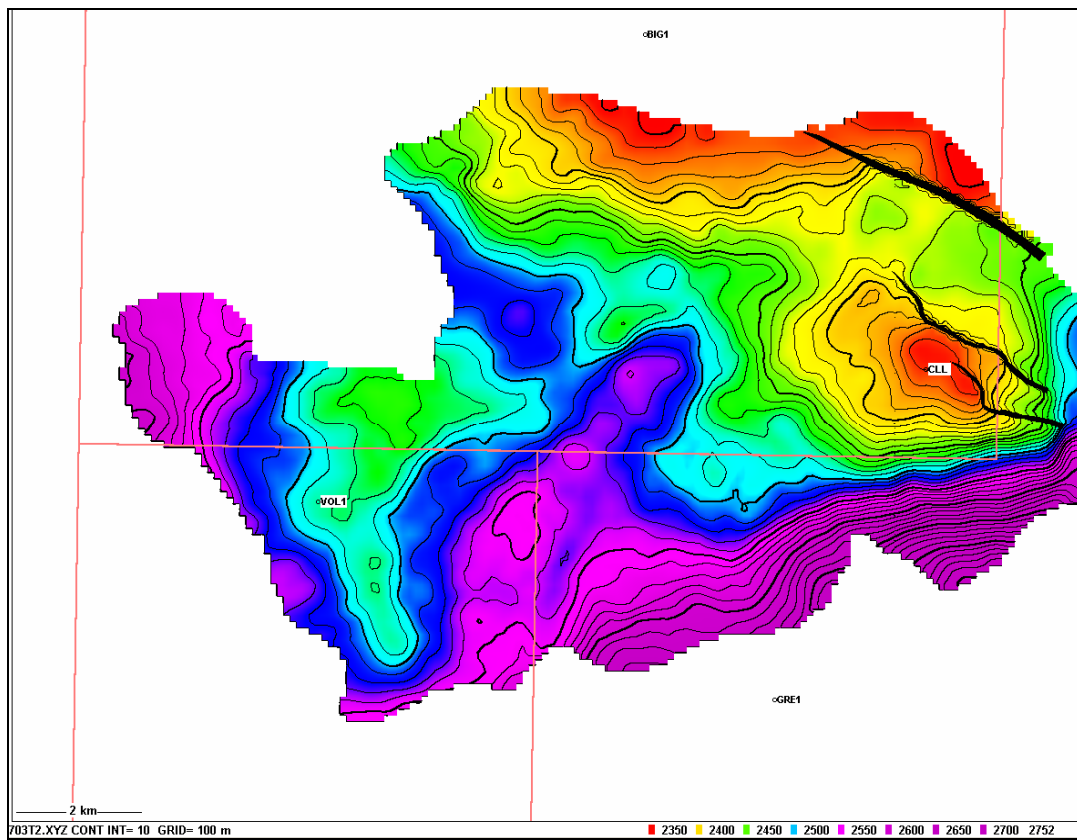 BIG1
CLL
VOL1
GRE1
2 km
703T2.XYZ CONT INT= 10 GRID= 100 m
2350 2400 2450 2500 2550 2600 2650 2700 2752